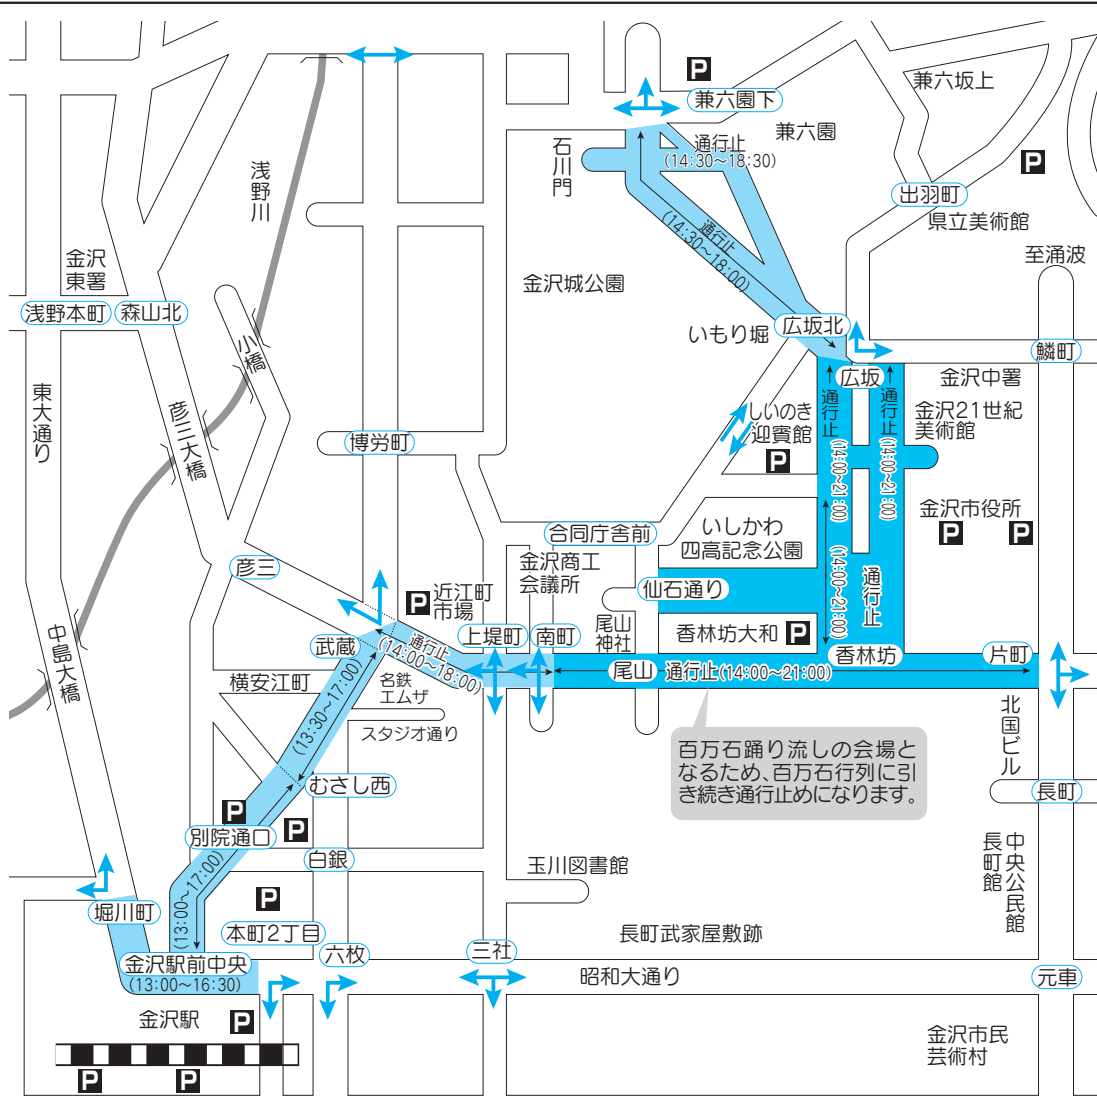 P
兼六園下
兼六坂上
兼六園
通行止
(14:30〜18:30)
石川門
P
浅野川
出羽町
県立美術館
通行止
(14:30〜18:00)
金沢
東署
至涌波
金沢城公園
浅野本町
森山北
広坂北
いもり堀
小橋
鱗町
東大通り
広坂
金沢中署
彦三大橋
しいのき
迎賓館
P
通行止
(14:00〜21:00)
通行止
(14:00〜21:00)
金沢21世紀
美術館
博労町
金沢市役所
P
P
合同庁舎前
いしかわ
四高記念公園
金沢商工
会議所
彦三
仙石通り
(14:00〜21:00)
通行止
P
近江町
市場
尾山
神社
香林坊大和
P
中島大橋
武蔵
通行止
(14:00〜18:00)
上堤町
南町
香林坊
片町
尾山
通行止(14:00〜21:00)
横安江町
名鉄
エムザ
(13:30〜17:00)
スタジオ通り
北国ビル
百万石踊り流しの会場と
なるため、百万石行列に引
き続き通行止めになります。
むさし西
長町
P
別院通口
P
白銀
玉川図書館
中央公民館
長町館
(13:00〜17:00)
P
堀川町
本町2丁目
長町武家屋敷跡
六枚
三社
金沢駅前中央
(13:00〜16:30)
昭和大通り
元車
金沢駅
P
金沢市民
芸術村
P
P